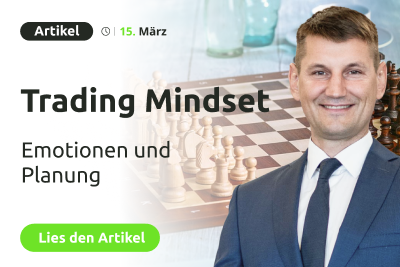 Artikel 15. März
Trading Mindset
Emotionen und
Planung
Lies den Artikel